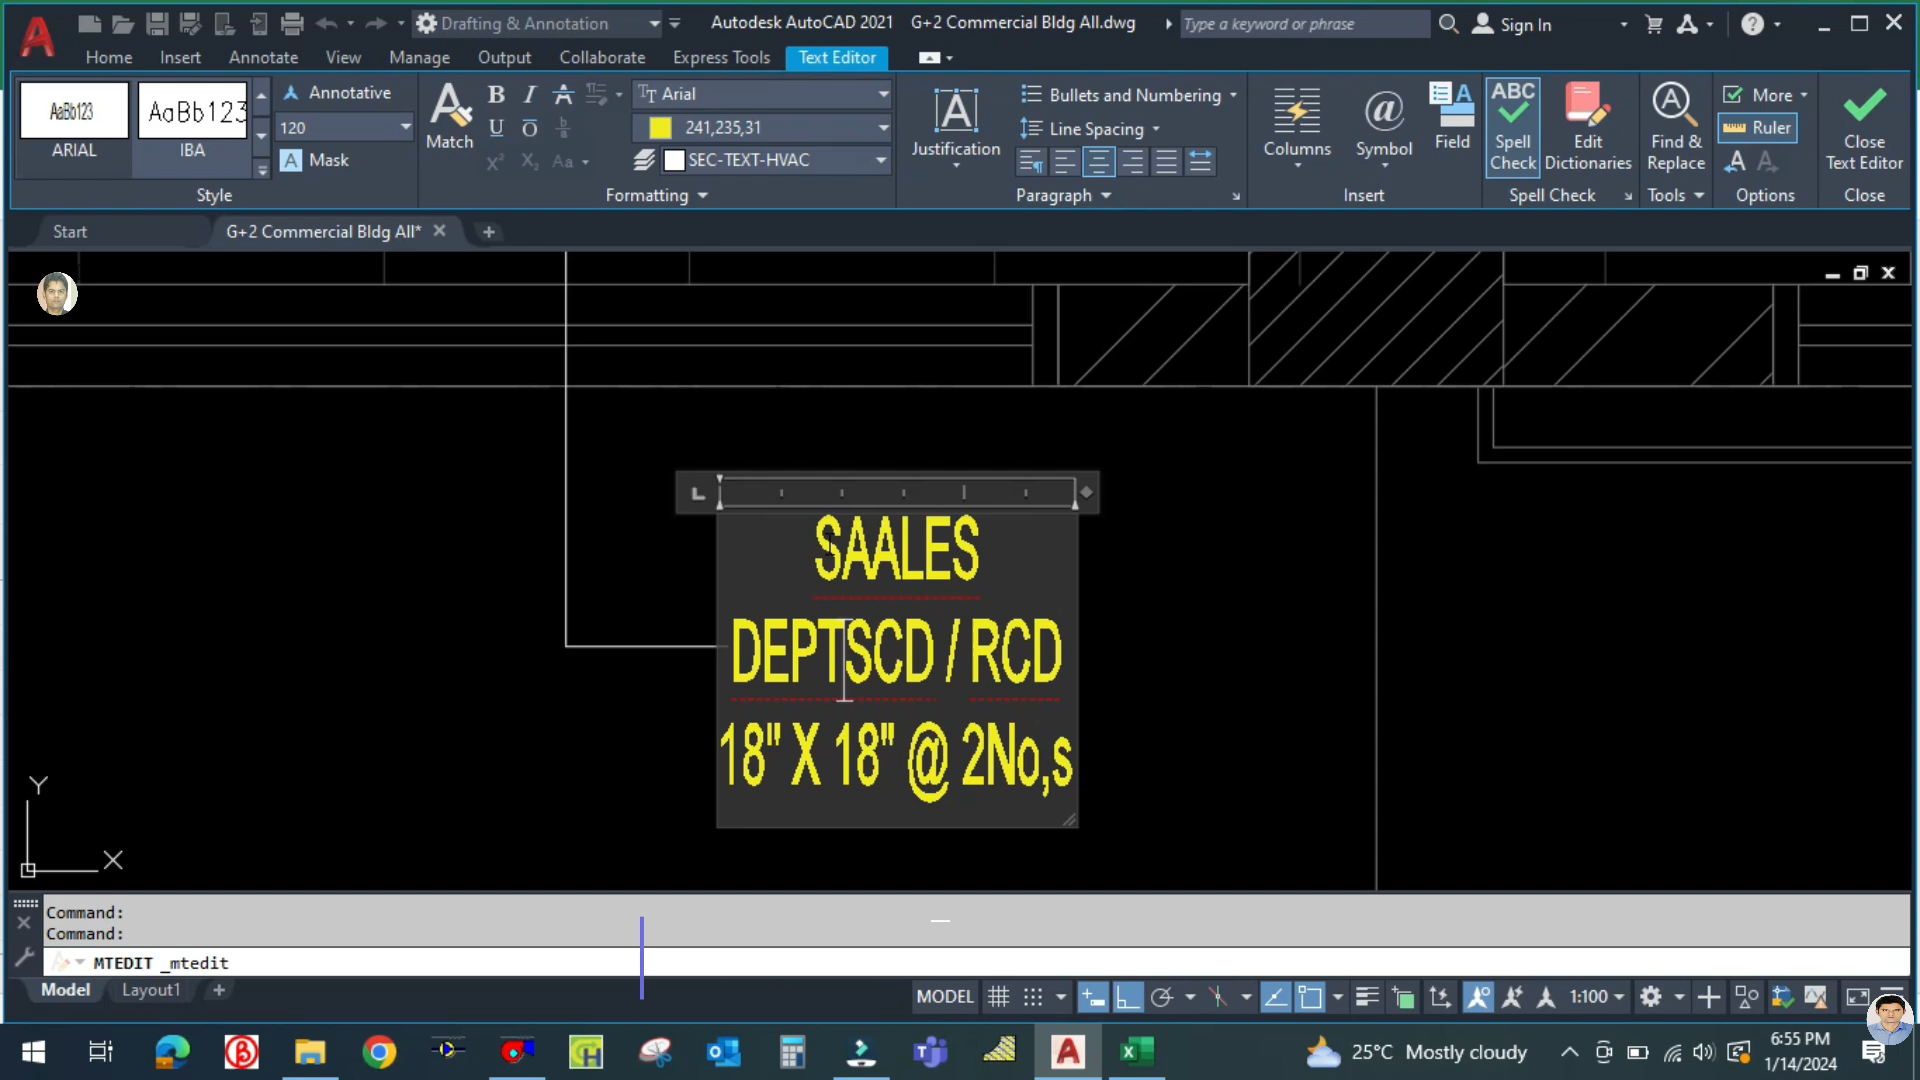 Drafting & Annotation
Autodesk AutoCAD 2021 G+2 Commercial Bldg All.dwg
Type a keyword or phrase
Sign In
Home Insert Annotate View Manage Output Collaborate Express Tools Text Editor
AaBb123 AaBb123
ARIAL IBA
Annotative
120
Mask
Style
Match
Arial
241,235,31
SEC-TEXT-HVAC
Formatting
Justification
Bullets and Numbering
Line Spacing
Paragraph
Columns
Symbol
Field
Insert
ABC
Spell Check
Edit Dictionaries
Spell Check
Find & Replace
Tools
More
Ruler
Options
Close Text Editor
Close
Start
G+2 Commercial Bldg All*
SAALES
DEPTSCD / RCD
18" X 18" @ 2No,s
Y
X
Command:
Command:
MTEDIT _mtedit
Model Layout1
MODEL
1:100
25°C Mostly cloudy
6:55 PM
1/14/2024